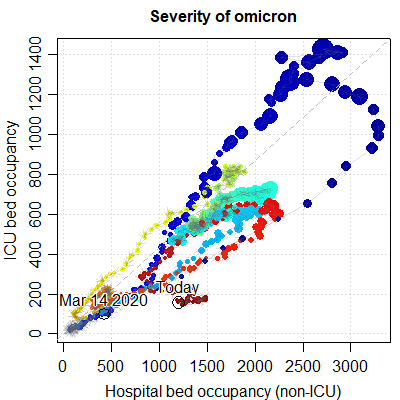 Severity of omicron
ICU bed occupancy
1400
1200
1000
800
600
400
200
0
Today
Mar 14 2020
0 500 1000 1500 2000 2500 3000
Hospital bed occupancy (non-ICU)